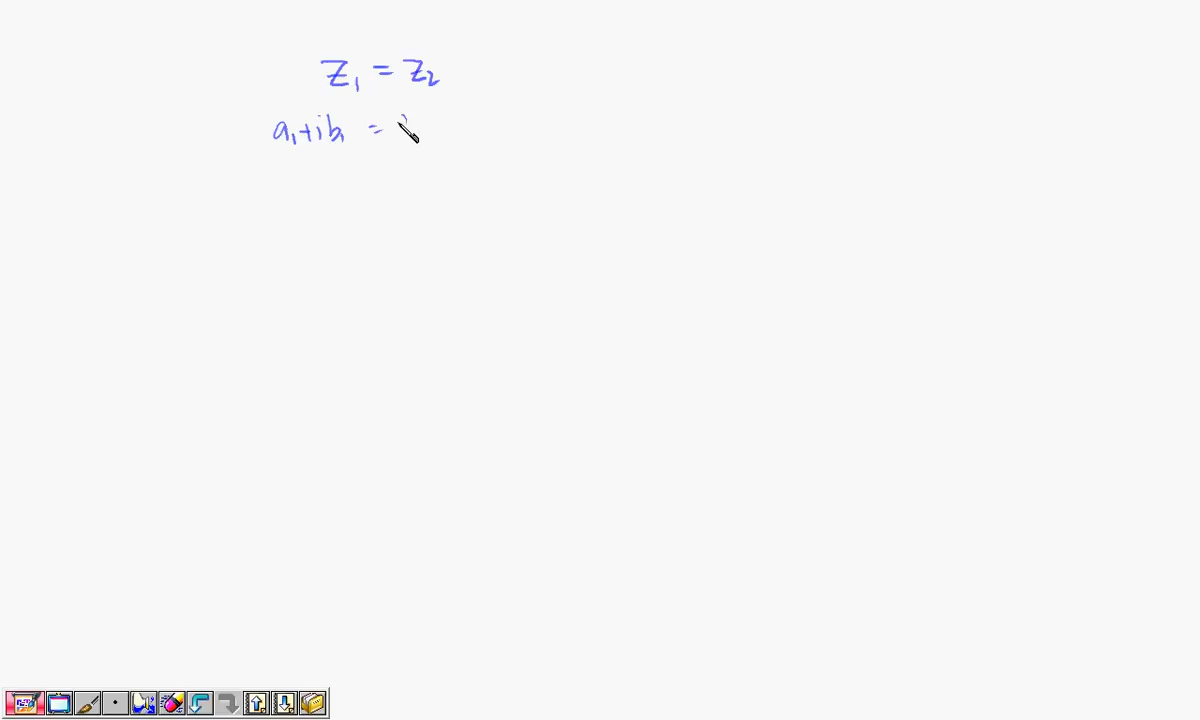 z₁ = z₂
a₁+ib₁ =